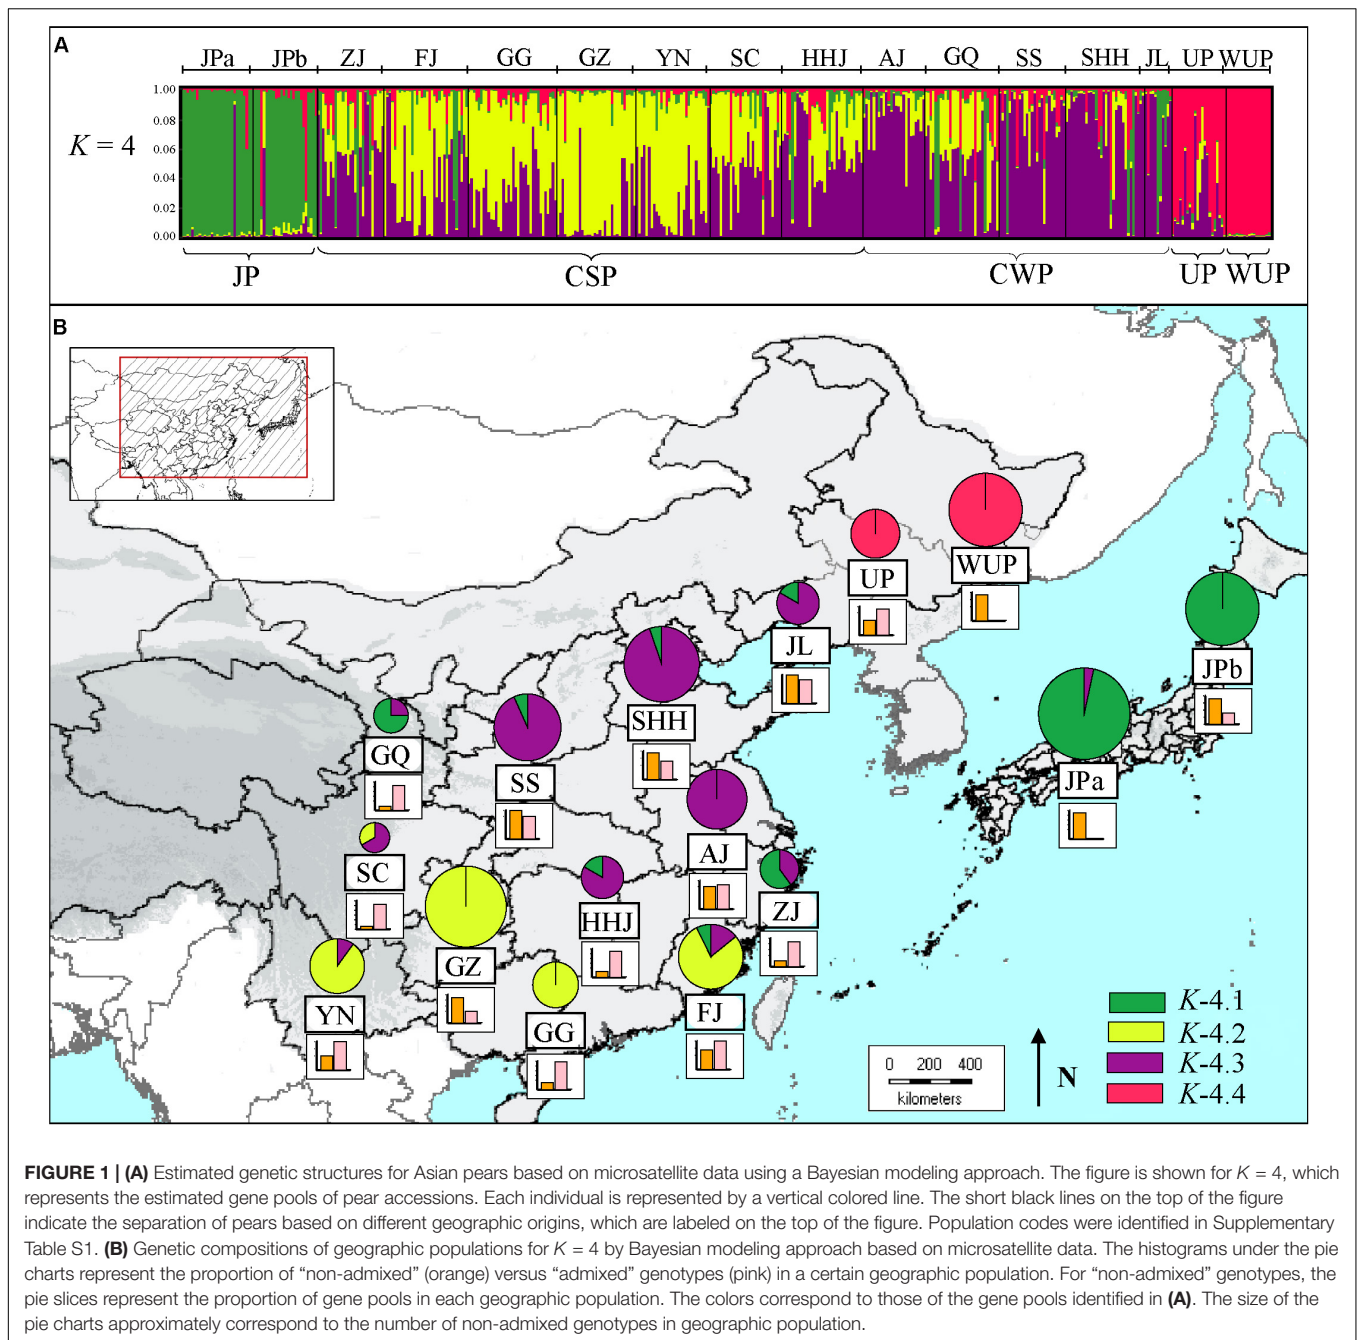 A
JPa JPb ZJ FJ GG GZ YN SC HHJ AJ GQ SS SHH JL UP WUP
1.00
0.08
0.06
0.04
0.02
0.00
K = 4
JP CSP CWP UP WUP
B
WUP
UP
JL
JPb
SHH
GQ
SS
JPa
AJ
SC
ZJ
HHJ
GZ
YN
GG
FJ
K-4.1
K-4.2
K-4.3
K-4.4
0 200 400
kilometers
N
FIGURE 1 | (A) Estimated genetic structures for Asian pears based on microsatellite data using a Bayesian modeling approach. The figure is shown for K = 4, which
represents the estimated gene pools of pear accessions. Each individual is represented by a vertical colored line. The short black lines on the top of the figure
indicate the separation of pears based on different geographic origins, which are labeled on the top of the figure. Population codes were identified in Supplementary
Table S1. (B) Genetic compositions of geographic populations for K = 4 by Bayesian modeling approach based on microsatellite data. The histograms under the pie
charts represent the proportion of “non-admixed” (orange) versus “admixed” genotypes (pink) in a certain geographic population. For “non-admixed” genotypes, the
pie slices represent the proportion of gene pools in each geographic population. The colors correspond to those of the gene pools identified in (A). The size of the
pie charts approximately correspond to the number of non-admixed genotypes in geographic population.